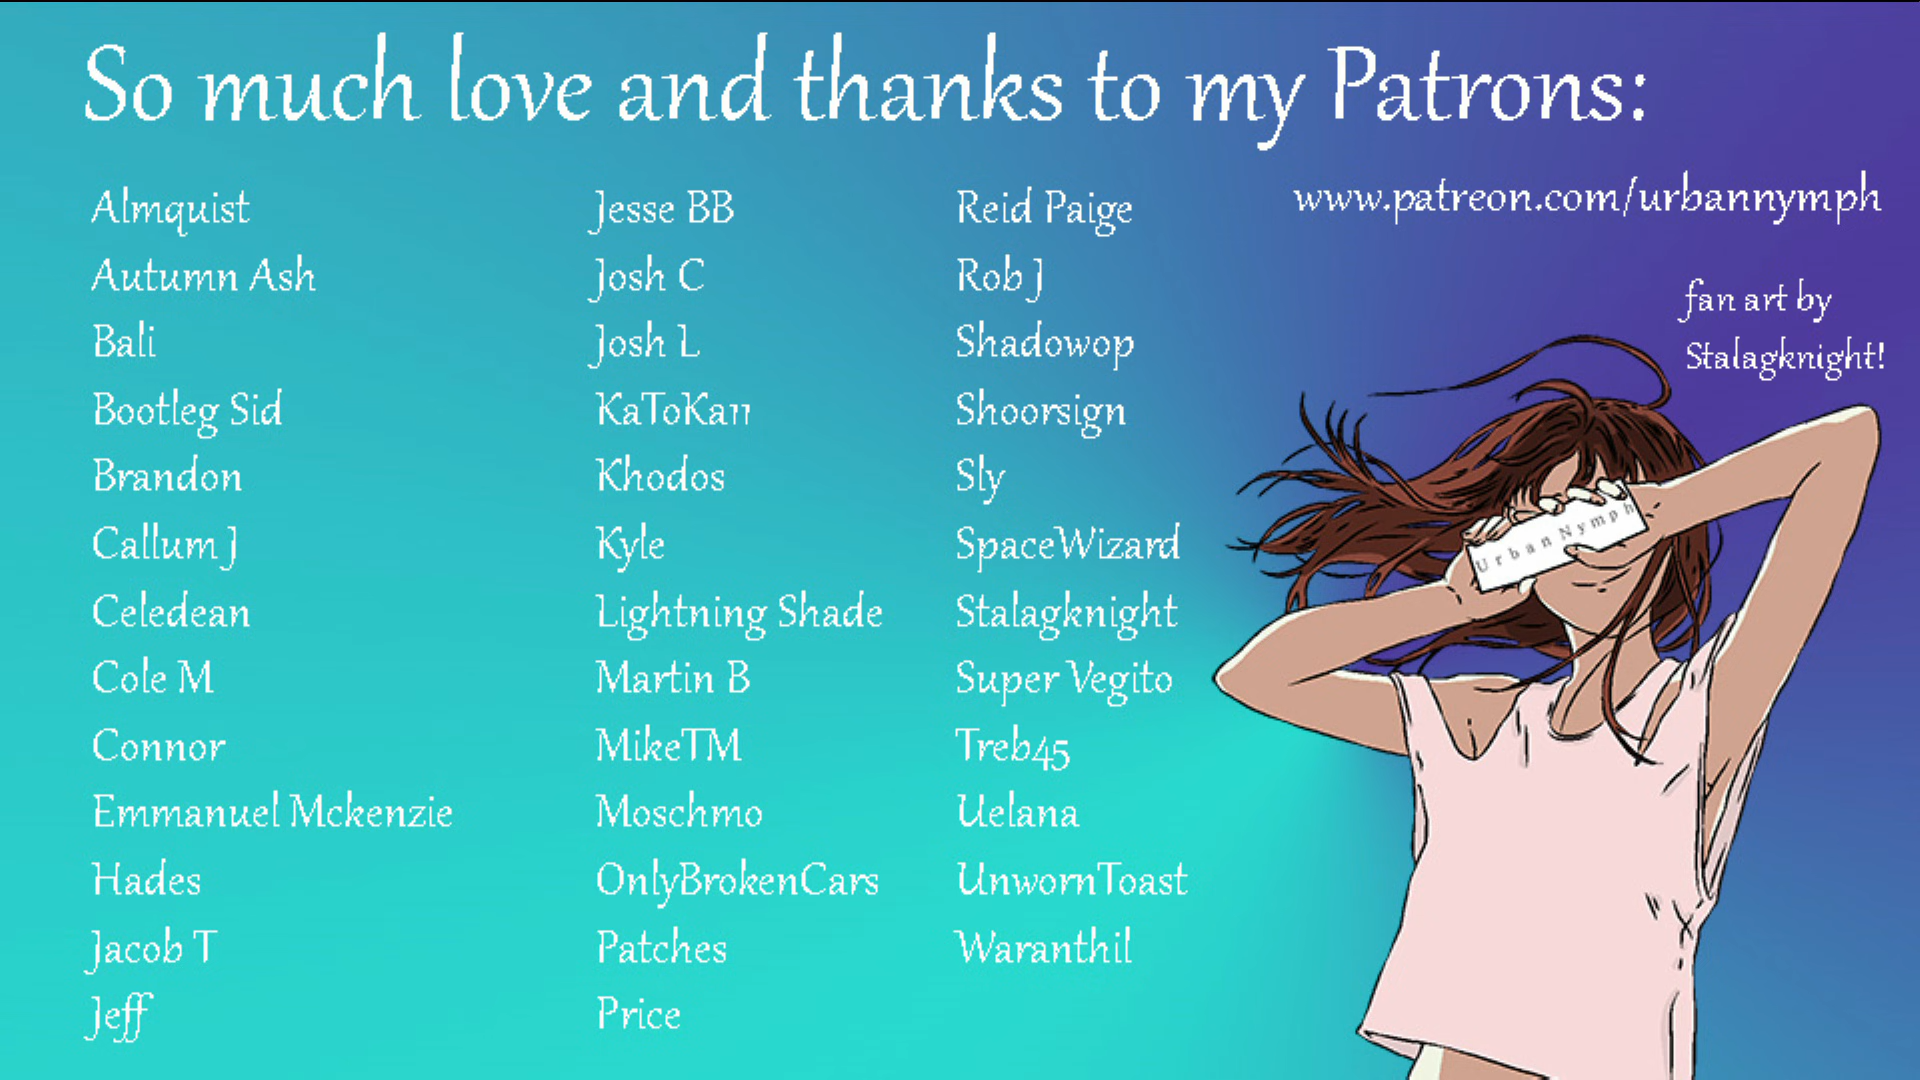 So much love and thanks to my Patrons:
Almquist
Autumn Ash
Bali
Bootleg Sid
Brandon
Callum J
Celedean
Cole M
Connor
Emmanuel Mckenzie
Hades
Jacob T
Jeff
Jesse BB
Josh C
Josh L
KaToKa11
Khodos
Kyle
Lightning Shade
Martin B
MikeTM
Moschmo
OnlyBrokenCars
Patches
Price
Reid Paige
Rob J
Shadowop
Shoorsign
Sly
SpaceWizard
Stalagknight
Super Vegito
Treb45
Uelana
UnwornToast
Waranthil
www.patreon.com/urbannymph
fan art by
Stalagknight!
Urban Nymph